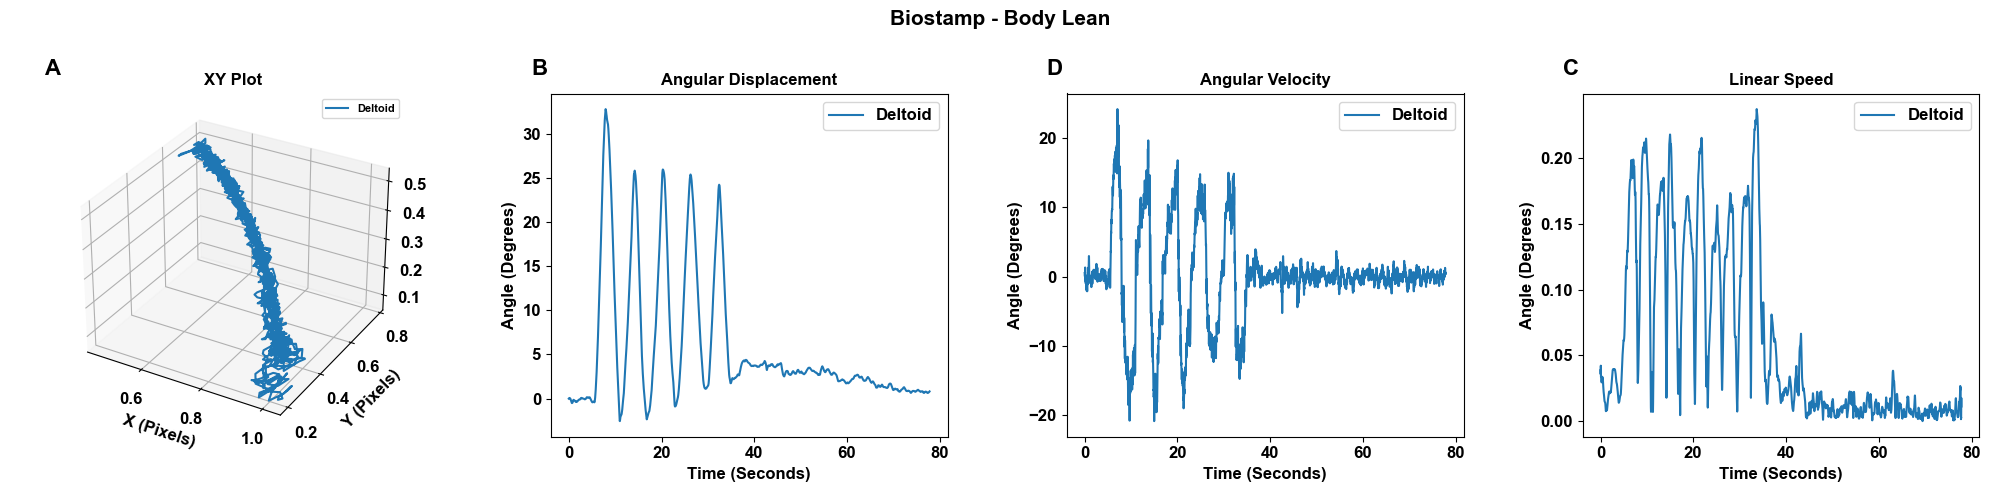 Biostamp - Body Lean
A
XY Plot
Deltoid
0.5
0.4
0.3
0.2
0.1
0.8
0.6
0.4
0.2
0.6
0.8
1.0
X (Pixels)
Y (Pixels)
B
Angular Displacement
Deltoid
30
25
20
15
10
5
0
0 20 40 60 80
Angle (Degrees)
Time (Seconds)
D
Angular Velocity
Deltoid
20
10
0
−10
−20
0 20 40 60 80
Angle (Degrees)
Time (Seconds)
C
Linear Speed
Deltoid
0.20
0.15
0.10
0.05
0.00
0 20 40 60 80
Angle (Degrees)
Time (Seconds)